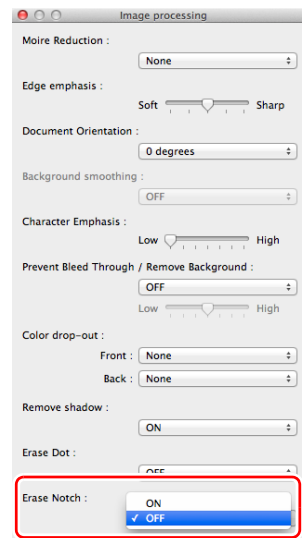 Image processing
Moire Reduction :
None
Edge emphasis :
Soft Sharp
Document Orientation :
0 degrees
Background smoothing :
OFF
Character Emphasis :
Low High
Prevent Bleed Through / Remove Background :
OFF
Low High
Color drop-out :
Front : None
Back : None
Remove shadow :
ON
Erase Dot :
OFF
Erase Notch :
ON
✓ OFF